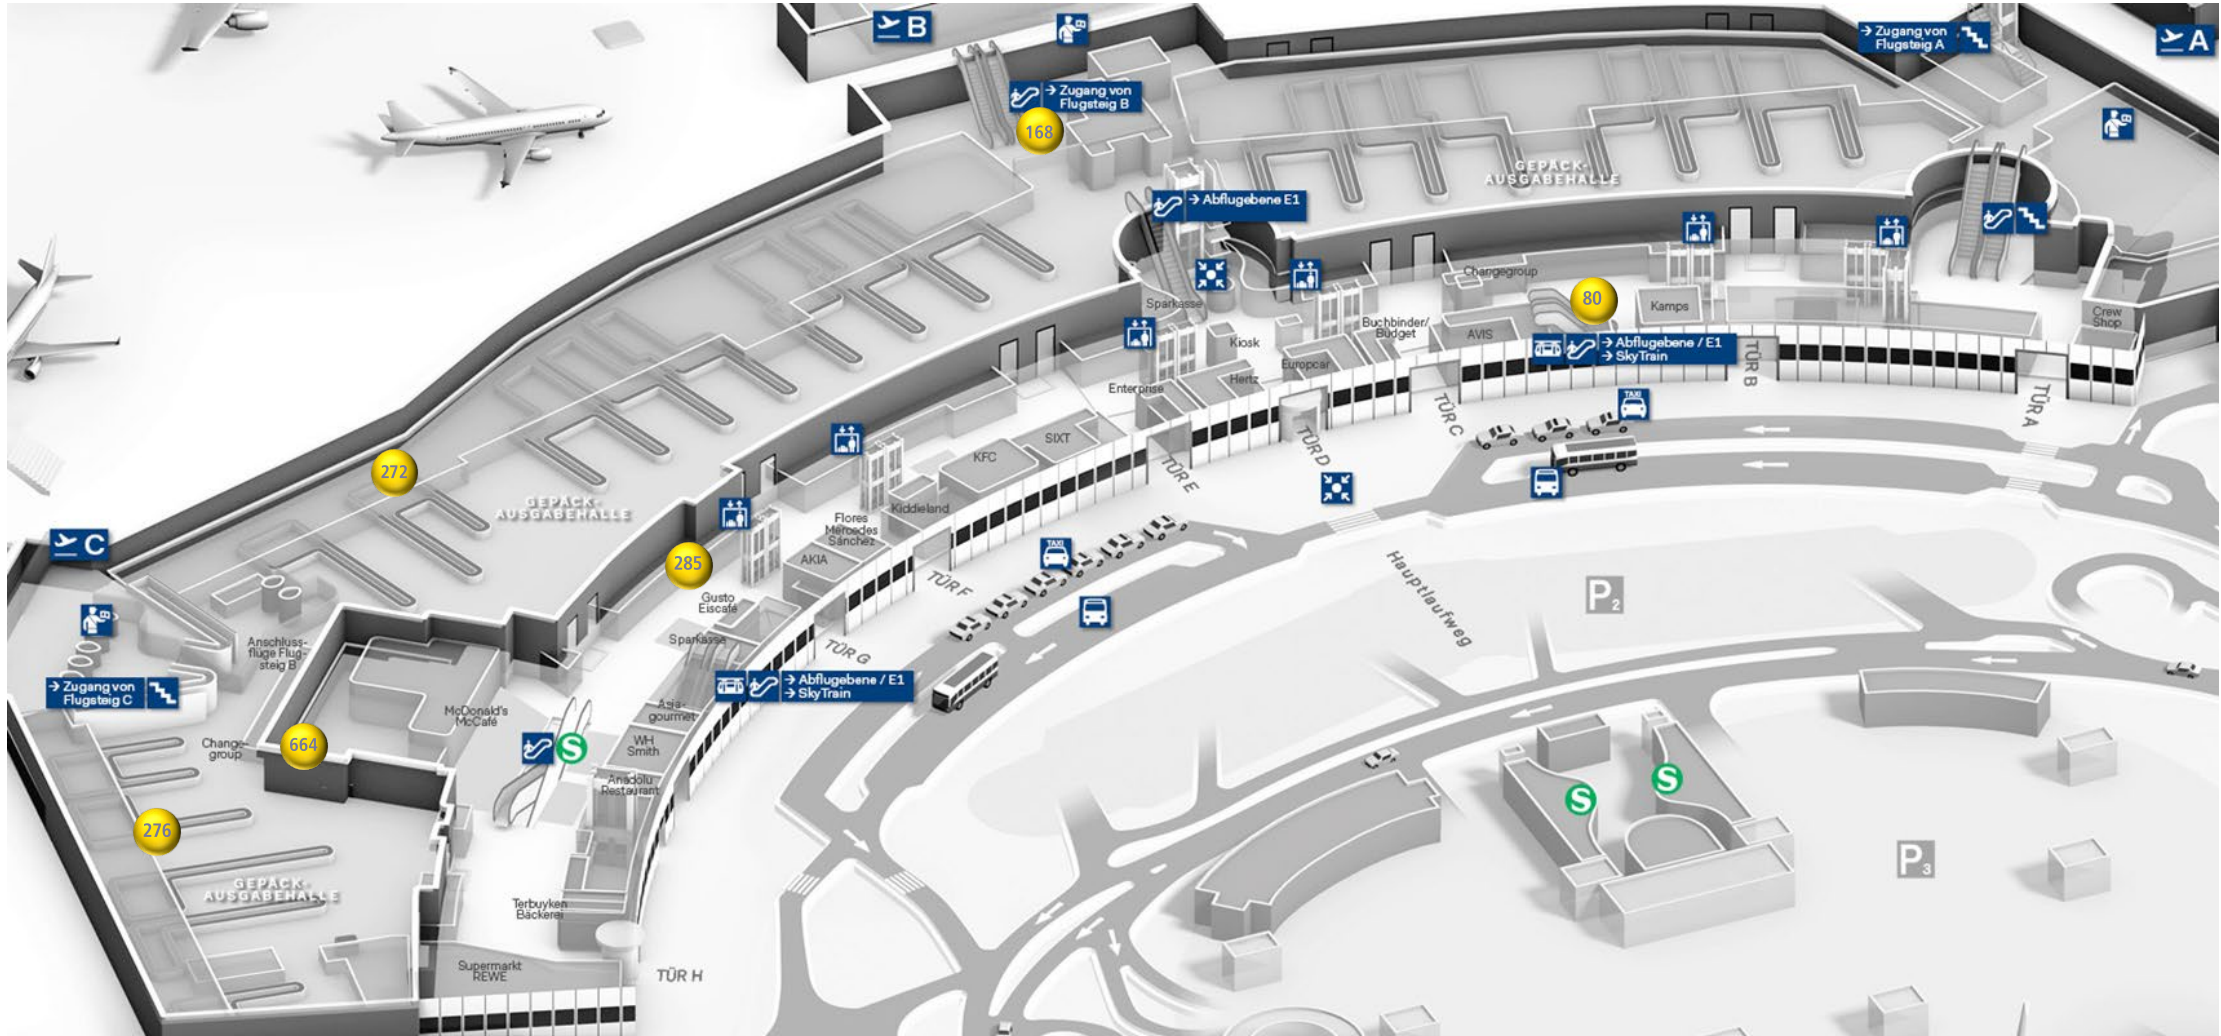 B
→ Zugang von
Flugsteig A
A
→ Zugang von
Flugsteig B
168
GEPÄCK-
AUSGABEHALLE
→ Abflugebene E1
Changegroup
80
Sparkasse
Kamps
Crew
Shop
Buchbinder/
Budget
AVIS
Kiosk
Europcar
→ Abflugebene / E1
→ SkyTrain
TÜR B
Hertz
Enterprise
TÜR A
TAXI
TÜR C
SIXT
TÜR D
KFC
TÜR E
272
GEPÄCK-
AUSGABEHALLE
Kiddieland
Flores
Mercedes
Sánchez
C
TAXI
AKIA
285
TÜR F
Hauptlaufweg
P2
Gusto
Eiscafé
Anschluss-
flüge Flug-
steig B
Sparkasse
TÜR G
→ Zugang von
Flugsteig C
→ Abflugebene / E1
→ SkyTrain
McDonald's
McCafé
Asia-
gourmet
Change-
group
664
S
WH
Smith
Anadolu
Restaurant
S
S
276
P3
GEPÄCK-
AUSGABEHALLE
Terbuyken
Bäckerei
Supermarkt
REWE
TÜR H